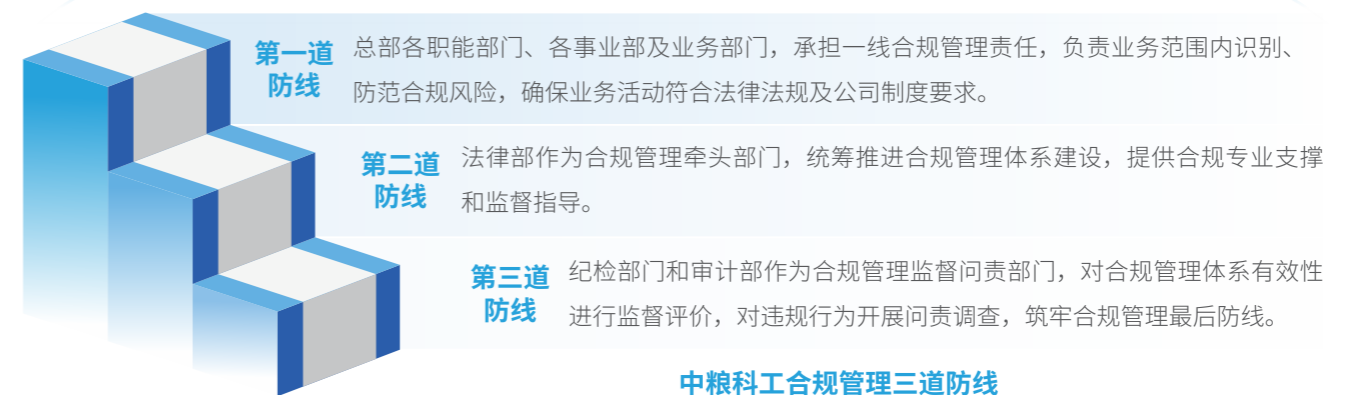 第一道
防线
总部各职能部门、各事业部及业务部门，承担一线合规管理责任，负责业务范围内识别、
防范合规风险，确保业务活动符合法律法规及公司制度要求。
第二道
防线
法律部作为合规管理牵头部门，统筹推进合规管理体系建设，提供合规专业支撑
和监督指导。
第三道
防线
纪检部门和审计部作为合规管理监督问责部门，对合规管理体系有效性
进行监督评价，对违规行为开展问责调查，筑牢合规管理最后防线。
中粮科工合规管理三道防线